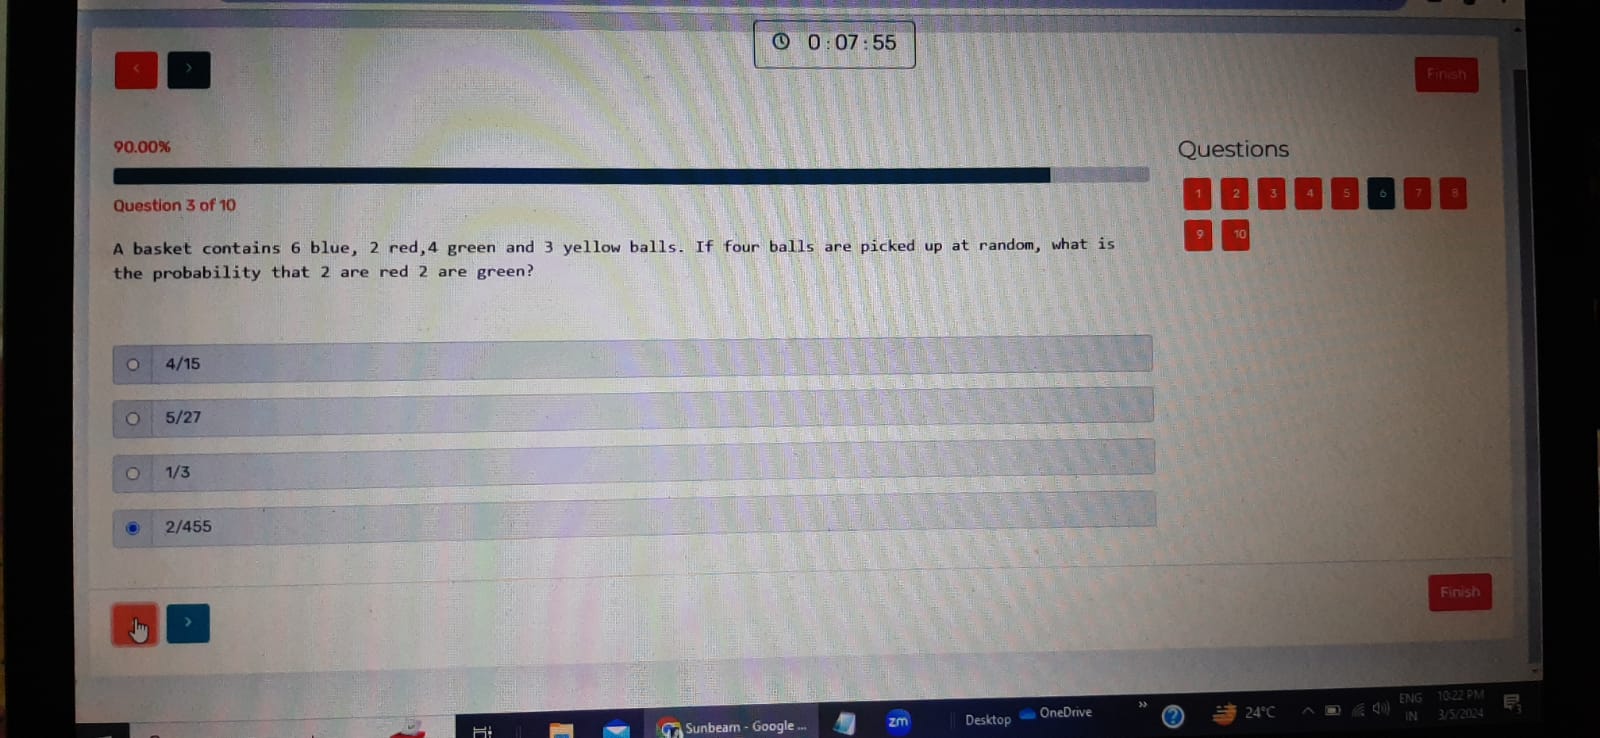 0 : 07 : 55
Finish
90.00%
Questions
1 2 3 4 5 6 7 8
Question 3 of 10
9 10
A basket contains 6 blue, 2 red,4 green and 3 yellow balls. If four balls are picked up at random, what is
the probability that 2 are red 2 are green?
4/15
5/27
1/3
2/455
Finish
Sunbeam - Google ...
zm
Desktop
OneDrive
24°C
ENG
IN
10:22 PM
3/5/2024